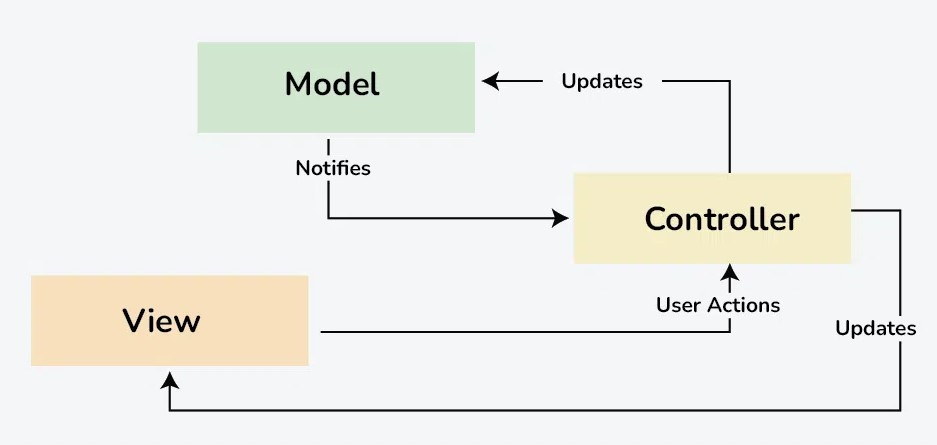 Model
Updates
Notifies
Controller
User Actions
View
Updates